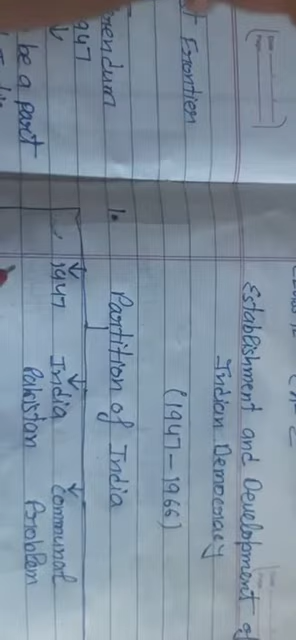 t Frontier
endum
947
be a part
Establishment and Development of
Indian Democracy
(1947-1966)
1. Partition of India
1947 India Communal
Pakistan Problem